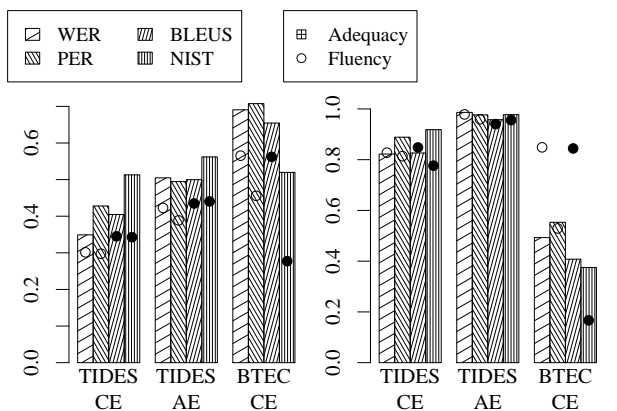 WER BLEUS
PER NIST
Adequacy
Fluency
0.0 0.2 0.4 0.6
TIDES TIDES BTEC
CE AE CE
0.0 0.2 0.4 0.6 0.8 1.0
TIDES TIDES BTEC
CE AE CE